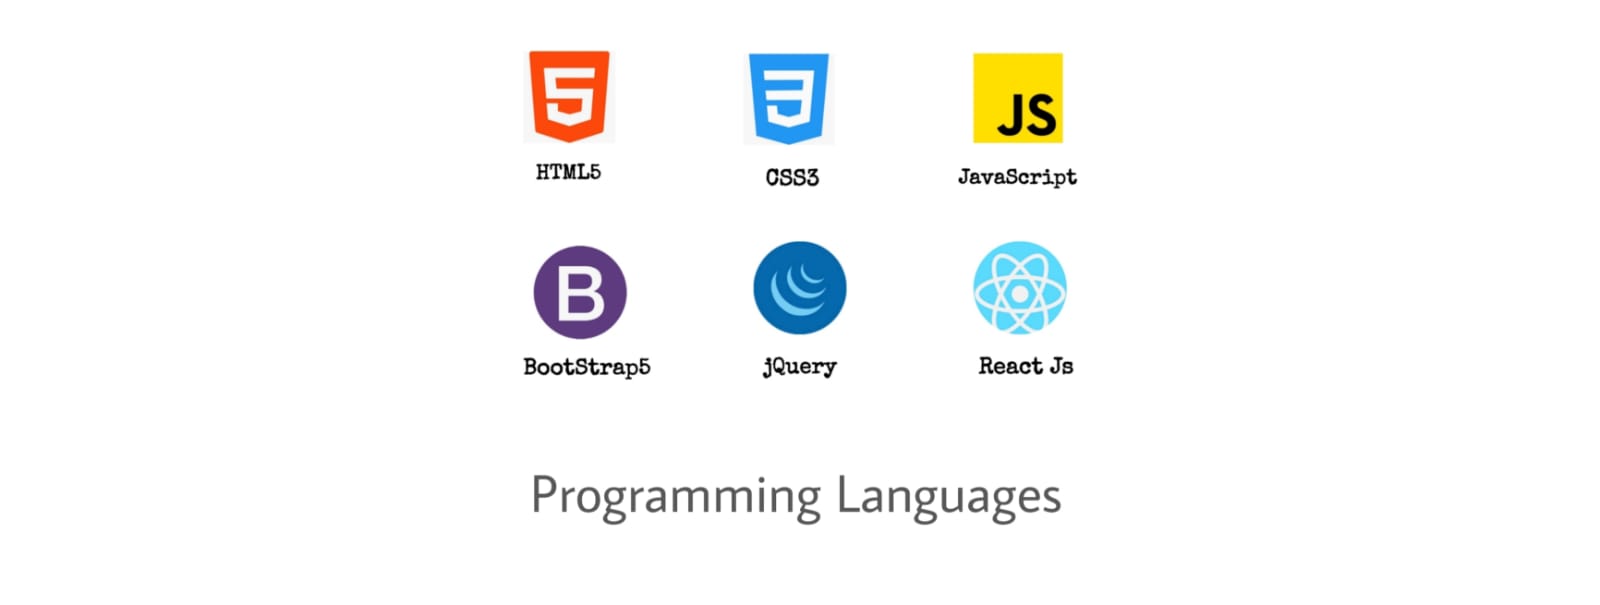 JS
HTML5
CSS3
JavaScript
B
BootStrap5
jQuery
React Js
Programming Languages